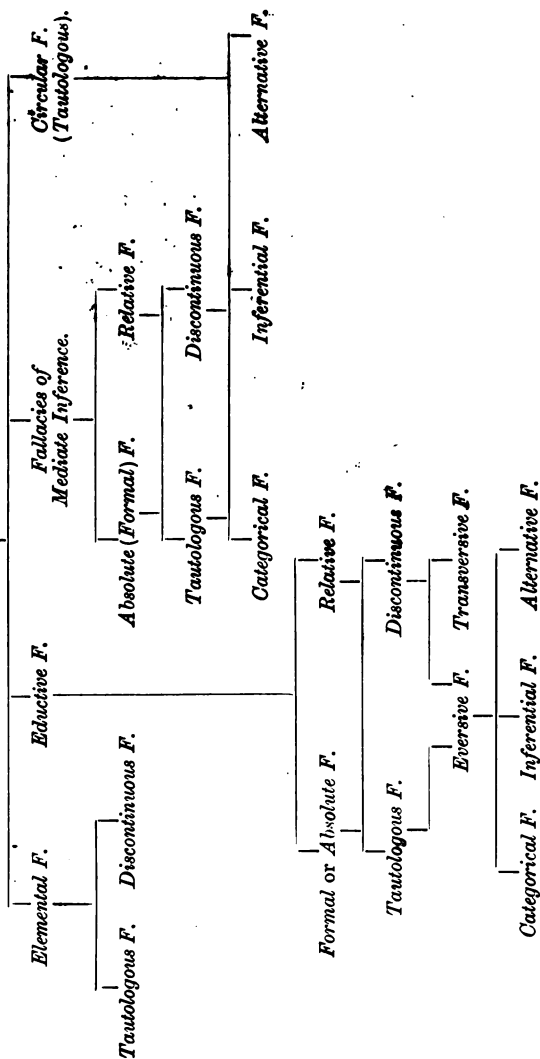 Elemental F.
Eductive F.
Fallacies of
Mediate Inference.
Circular F.
(Tautologous).
Tautologous F.
Discontinuous F.
Absolute (Formal) F.
Relative F.
Tautologous F.
Discontinuous F.
Categorical F.
Inferential F.
Alternative F.
Formal or Absolute F.
Relative F.
Tautologous F.
Discontinuous F.
Eversive F.
Transversive F.
Categorical F.
Inferential F.
Alternative F.